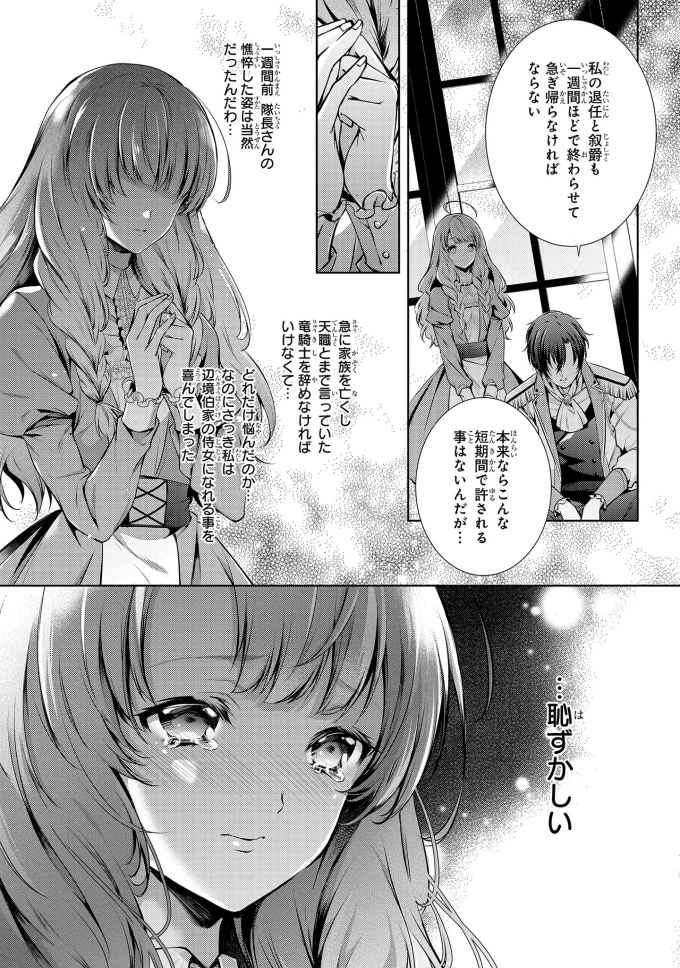 私の退任と叙爵も
一週間ほどで終わらせて
急ぎ帰らなければ
ならない
本来ならこんな
短期間で許される
事はないんだが…
一週間前 隊長さんの
憔悴した姿は当然
だったんだわ…
急に家族を亡くし
天職とまで言っていた
竜騎士を辞めなければ
いけなくて…
どれだけ悩んだのか…
なのにさっき私は
辺境伯家の侍女になれる事を
喜んでしまった
…恥ずかしい